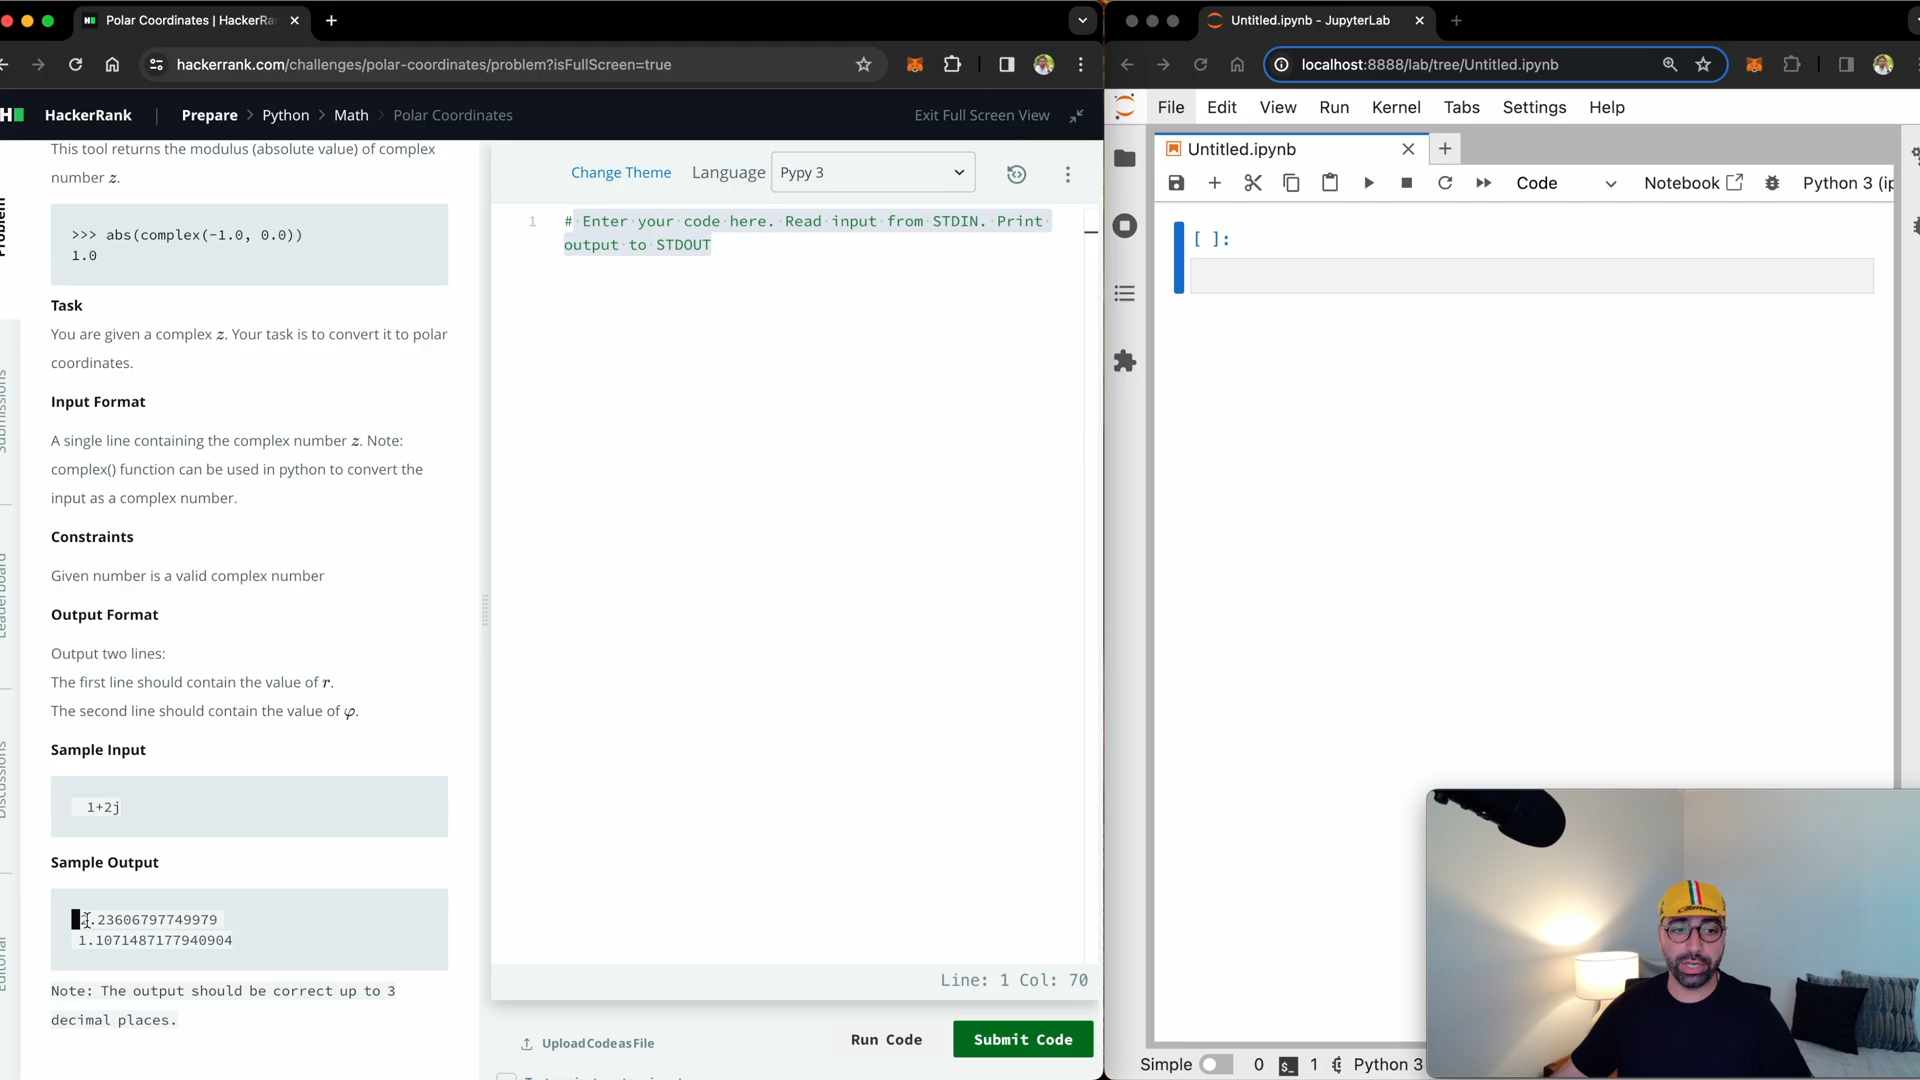 Polar Coordinates | HackerRa
Untitled.ipynb - JupyterLab
hackerrank.com/challenges/polar-coordinates/problem?isFullScreen=true
localhost:8888/lab/tree/Untitled.ipynb
HackerRank
Prepare > Python > Math > Polar Coordinates
Exit Full Screen View
File Edit View Run Kernel Tabs Settings Help
Problem
Submissions
Leaderboard
Discussions
Editorial
This tool returns the modulus (absolute value) of complex
number z.
>>> abs(complex(-1.0, 0.0))
1.0
Task
You are given a complex z. Your task is to convert it to polar
coordinates.
Input Format
A single line containing the complex number z. Note:
complex() function can be used in python to convert the
input as a complex number.
Constraints
Given number is a valid complex number
Output Format
Output two lines:
The first line should contain the value of r.
The second line should contain the value of φ.
Sample Input
1+2j
Sample Output
2.23606797749979
1.1071487177940904
Note: The output should be correct up to 3
decimal places.
Change Theme Language Pypy 3
1 # Enter your code here. Read input from STDIN. Print
output to STDOUT
Line: 1 Col: 70
Upload Code as File
Run Code
Submit Code
Untitled.ipynb
Code
Notebook
Python 3 (ip
[ ]:
Simple 0 $_ 1 Python 3